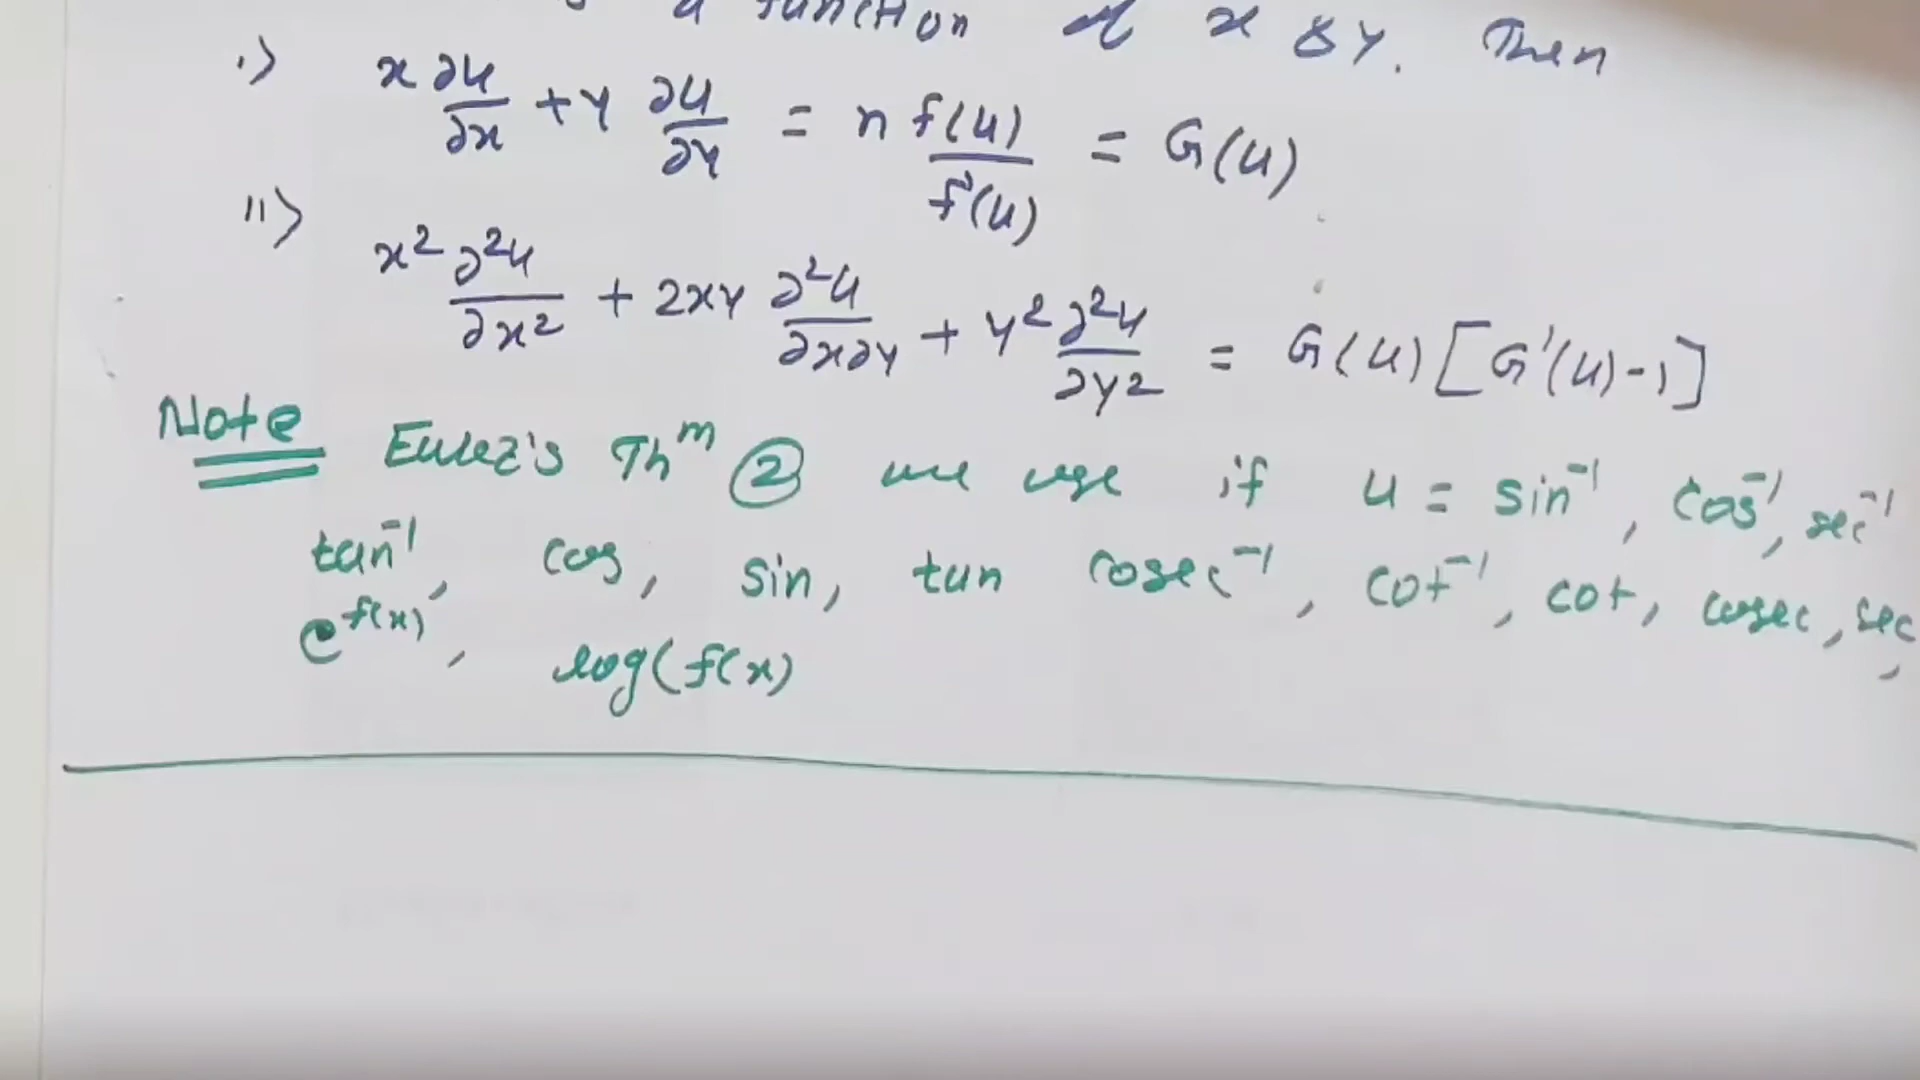 a function of x & y. Then
i> x ∂u/∂x + y ∂u/∂y = n f(u)/f'(u) = G(u)
ii> x² ∂²u/∂x² + 2xy ∂²u/∂x∂y + y² ∂²u/∂y² = G(u)[G'(u)-1]
Note Euler's Thm ② we use if u = sin⁻¹, cos⁻¹, sec⁻¹
tan⁻¹, cos, sin, tan cosec⁻¹, cot⁻¹, cot, cosec, sec,
e^f(x), log(f(x)